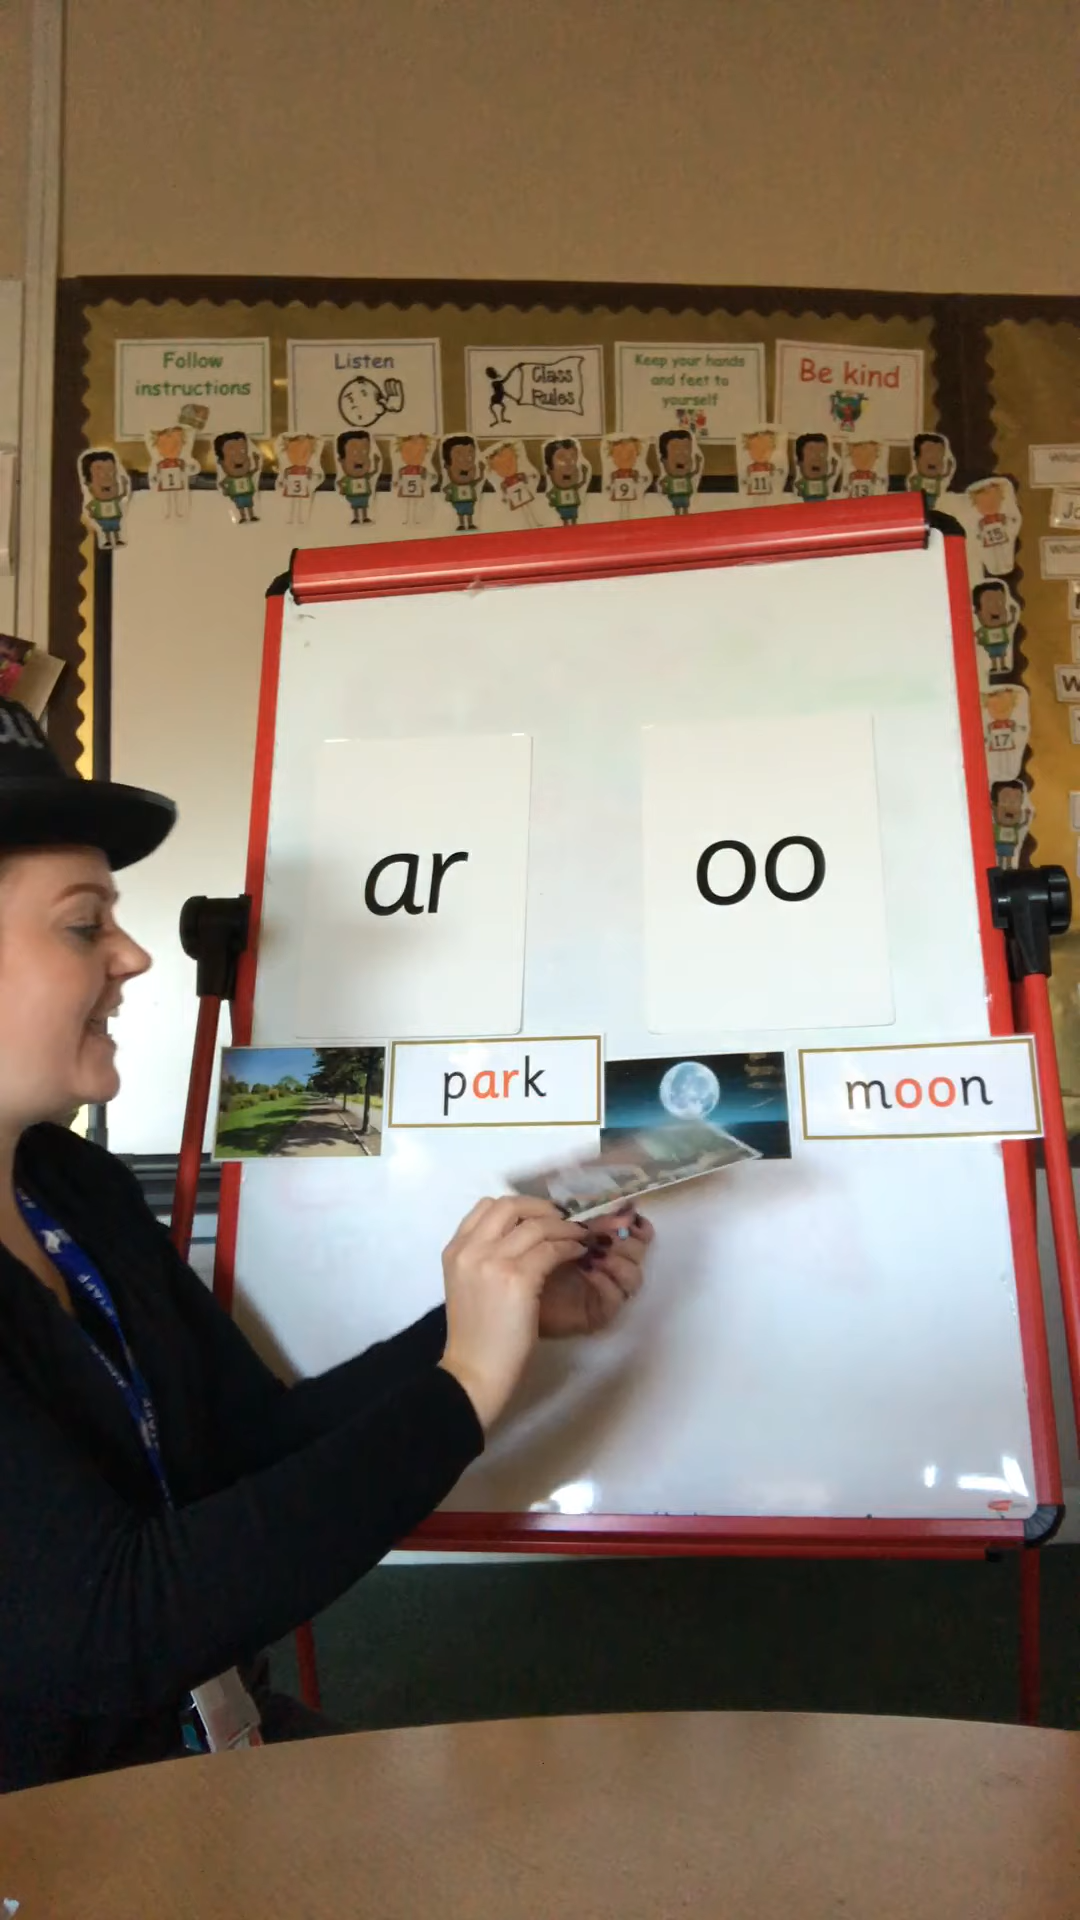 Follow
instructions
Listen
Class
Rules
Keep your hands
and feet to
yourself
Be kind
1
3
5
7
9
11
13
15
17
ar
oo
park
moon
STAFF